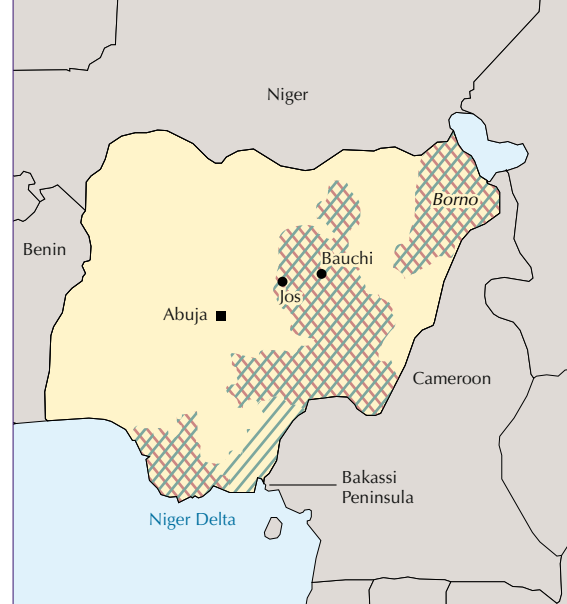 Niger
Borno
Benin
Bauchi
Jos
Abuja
Cameroon
Bakassi
Peninsula
Niger Delta